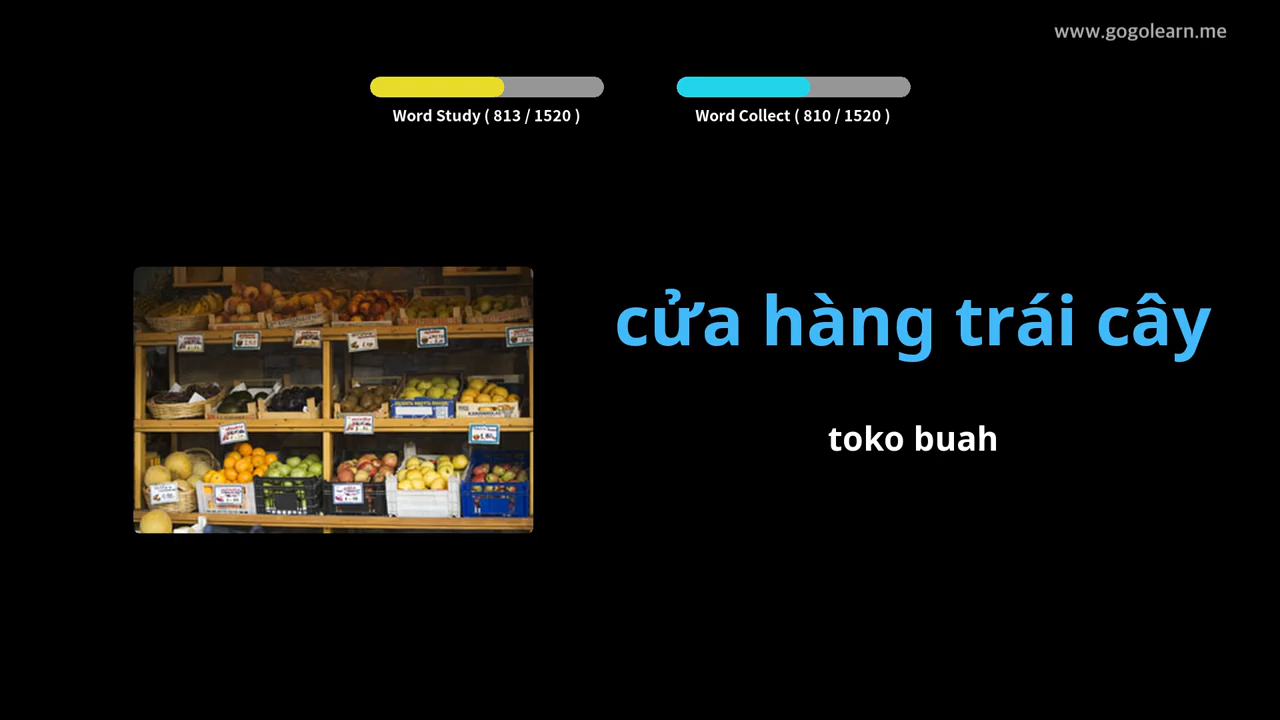 www.gogolearn.me
Word Study ( 813 / 1520 )
Word Collect ( 810 / 1520 )
cửa hàng trái cây
toko buah